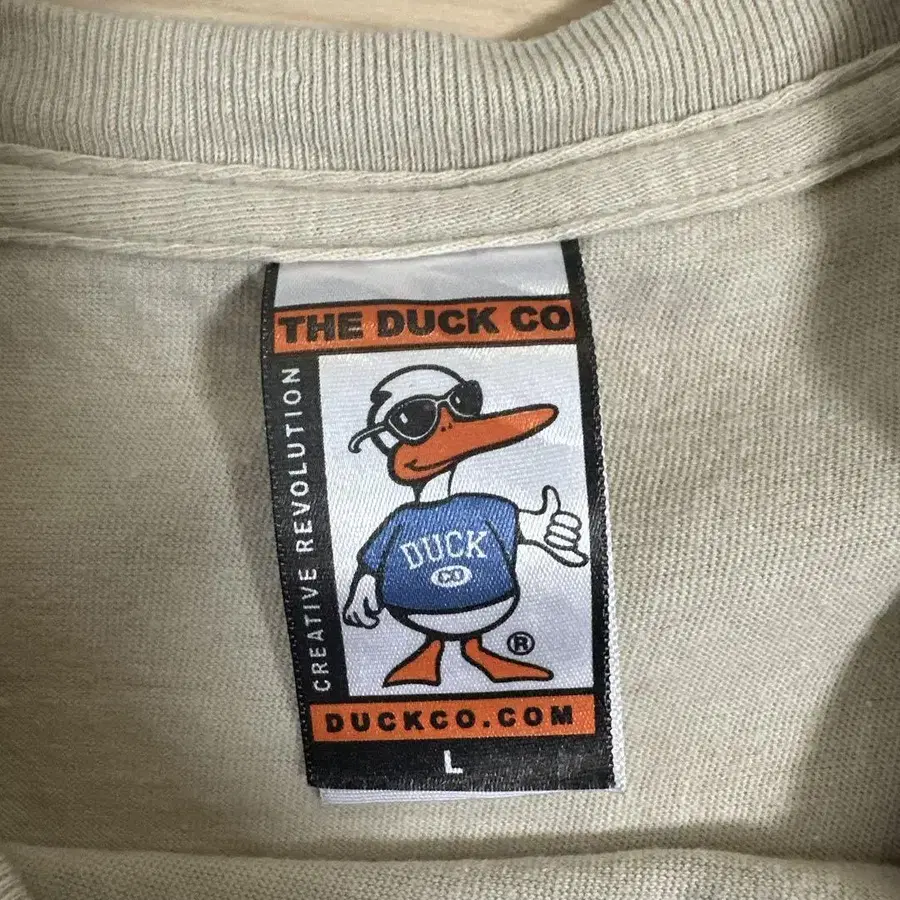 THE DUCK CO
CREATIVE REVOLUTION
DUCK
CO
®
DUCKCO.COM
L